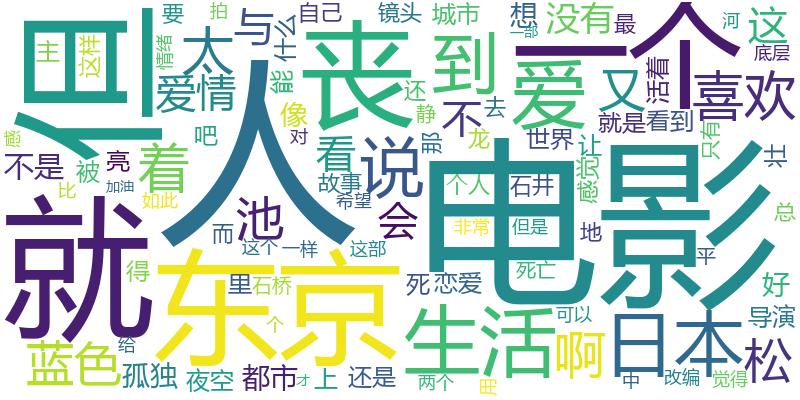 但 要 拍 自己 镜头 城市 想 一部 没有 最 一个 河 这
主 这样 情绪 太 与 什么 丧 到 爱 又 活着 喜欢 底层
爱情 能 还 静 去 就是 看到 只有
感 不是 被 亮 着 吧 人 像 对 看 说 那 不 龙 世界 让 感觉 壮
比 加油 如此 池 故事 希望 会 个人 石井 电影 总
就 而 这个 一样 这部 非常 但是 地 平
得 东京 里 石桥 死 恋爱 死亡 好
给 个 生活 啊 可以 日本 导演
蓝色 孤独 夜空 都市 才 上 还是 两个 用 中 改编 觉得 松